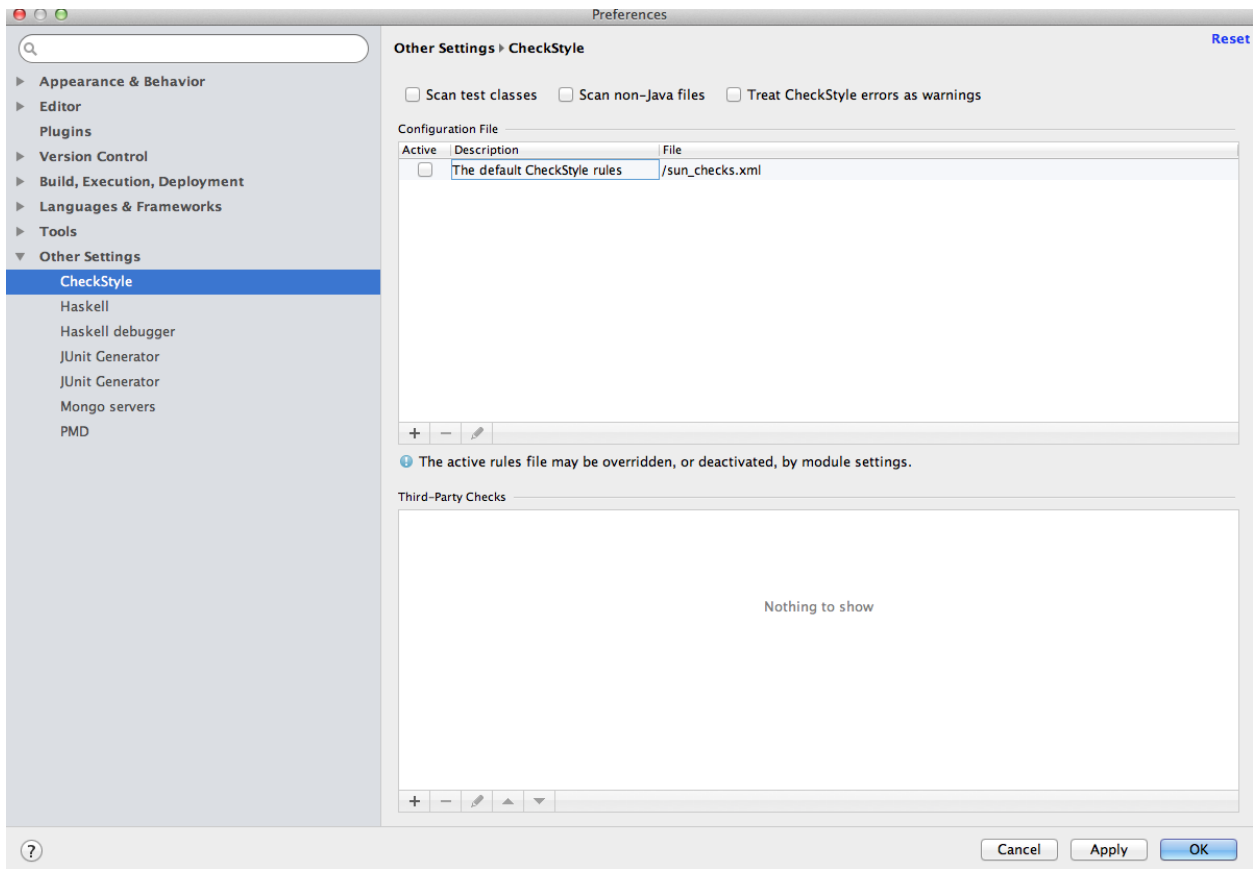 Preferences
Other Settings ▸ CheckStyle
Reset
Appearance & Behavior
Editor
Plugins
Version Control
Build, Execution, Deployment
Languages & Frameworks
Tools
Other Settings
CheckStyle
Haskell
Haskell debugger
JUnit Generator
JUnit Generator
Mongo servers
PMD
Scan test classes Scan non-Java files Treat CheckStyle errors as warnings
Configuration File
Active Description File
The default CheckStyle rules /sun_checks.xml
The active rules file may be overridden, or deactivated, by module settings.
Third-Party Checks
Nothing to show
? Cancel Apply OK